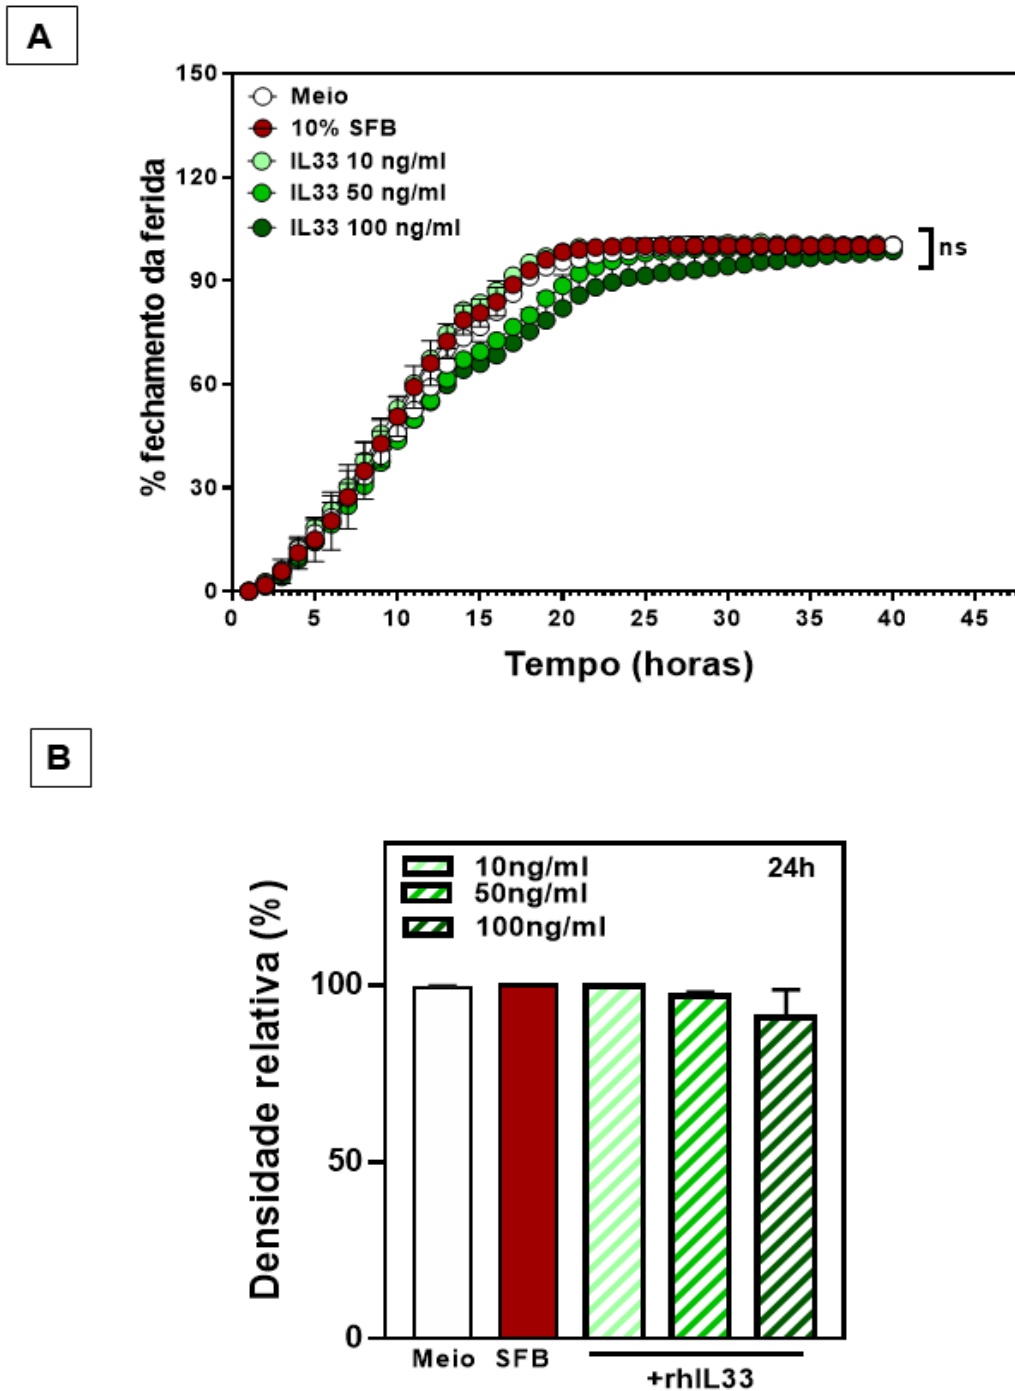 A
150
120
90
60
30
0
% fechamento da ferida
Meio
10% SFB
IL33 10 ng/ml
IL33 50 ng/ml
IL33 100 ng/ml
ns
0 5 10 15 20 25 30 35 40 45
Tempo (horas)
B
Densidade relativa (%)
100
50
0
10ng/ml
50ng/ml
100ng/ml
24h
Meio SFB
+rhIL33